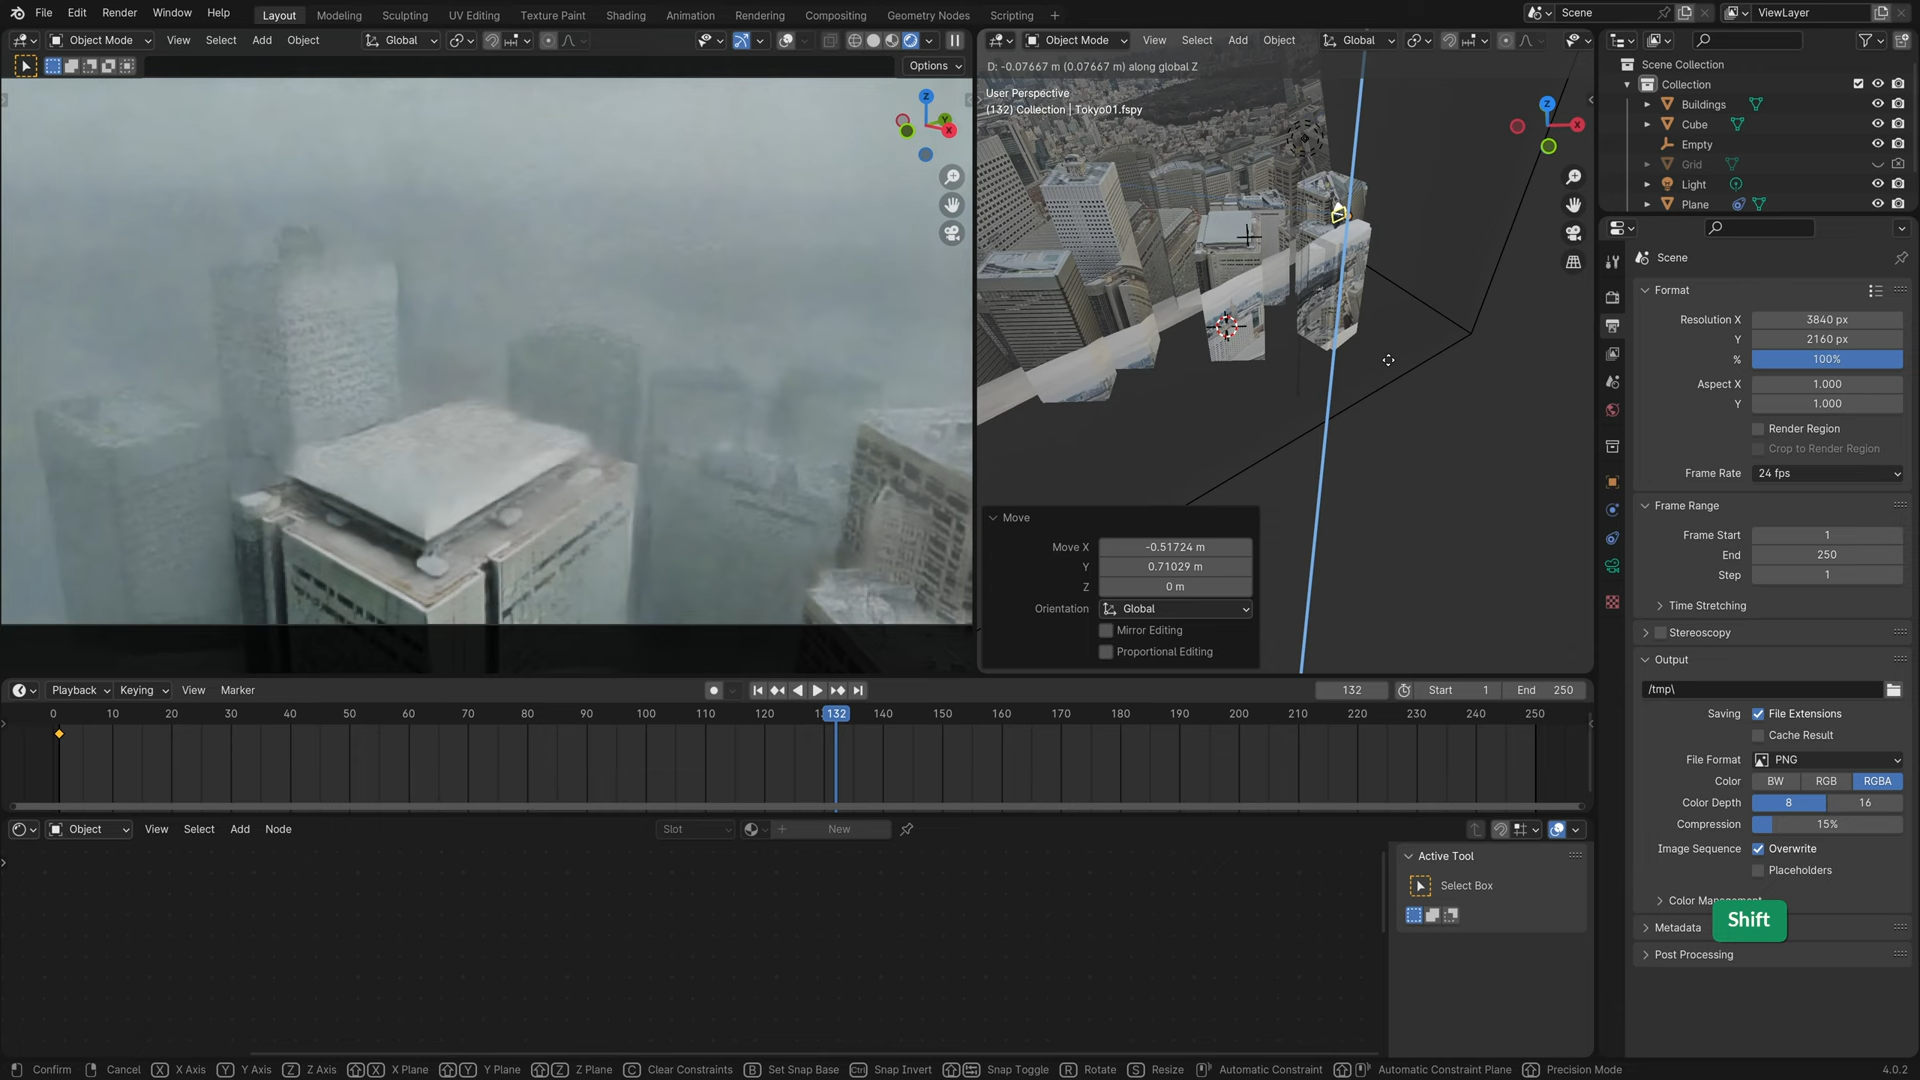 File Edit Render Window Help Layout Modeling Sculpting UV Editing Texture Paint Shading Animation Rendering Compositing Geometry Nodes Scripting + Scene ViewLayer
Object Mode View Select Add Object Global
Object Mode View Select Add Object Global
Options
D: -0.07667 m (0.07667 m) along global Z
User Perspective
(132) Collection | Tokyo01.fspy
Z
Y
X
Z
X
Scene Collection
Collection
Buildings
Cube
Empty
Grid
Light
Plane
Scene
Format
Resolution X 3840 px
Y 2160 px
% 100%
Aspect X 1.000
Y 1.000
Render Region
Crop to Render Region
Frame Rate 24 fps
Frame Range
Frame Start 1
End 250
Step 1
Time Stretching
Stereoscopy
Output
/tmp\
Saving File Extensions
Cache Result
File Format PNG
Color BW RGB RGBA
Color Depth 8 16
Compression 15%
Image Sequence Overwrite
Placeholders
Metadata
Post Processing
Shift
Move
Move X -0.51724 m
Y 0.71029 m
Z 0 m
Orientation Global
Mirror Editing
Proportional Editing
Playback Keying View Marker 132 Start 1 End 250
0 10 20 30 40 50 60 70 80 90 100 110 120 132 140 150 160 170 180 190 200 210 220 230 240 250
Object View Select Add Node Slot New
Active Tool
Select Box
Confirm Cancel X X Axis Y Y Axis Z Z Axis X X Plane Y Y Plane Z Z Plane C Clear Constraints B Set Snap Base Ctrl Snap Invert Snap Toggle R Rotate S Resize Automatic Constraint Automatic Constraint Plane Precision Mode 4.0.2